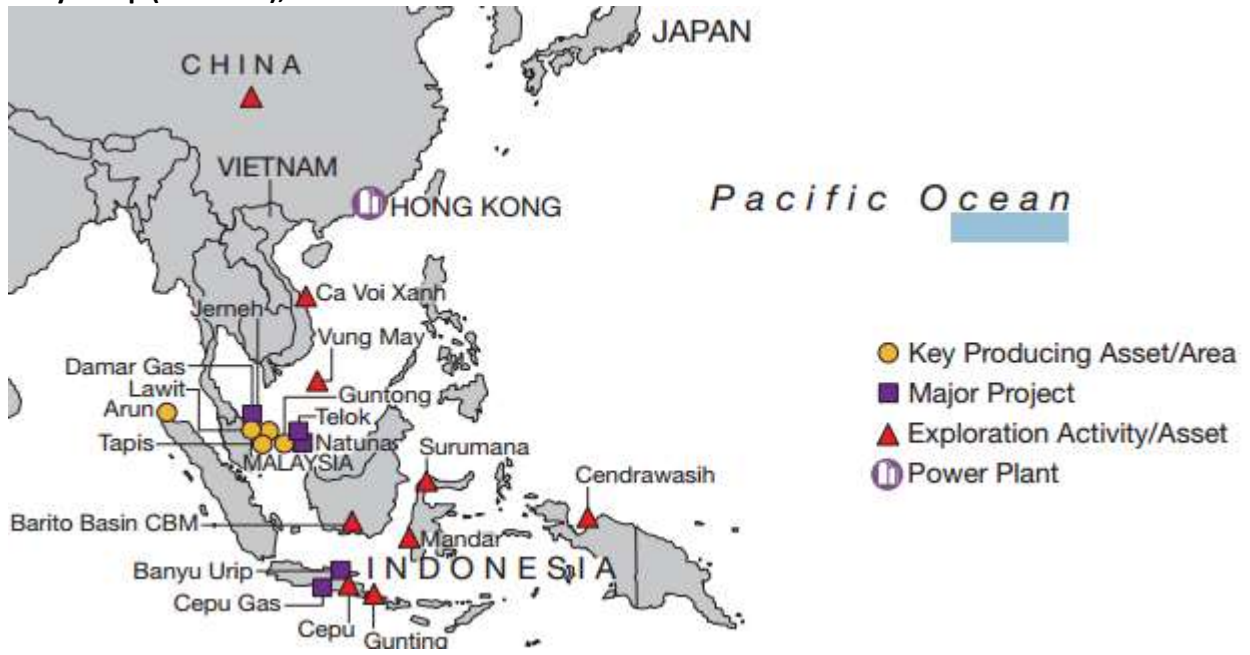 JAPAN
CHINA
VIETNAM
HONG KONG
Pacific Ocean
Ca Voi Xanh
Jerneh
Vung May
Key Producing Asset/Area
Damar Gas
Major Project
Lawit
Guntong
Arun
Telok
Exploration Activity/Asset
Tapis
Natuna
MALAYSIA
Surumana
Power Plant
Cendrawasih
Barito Basin CBM
Mandar
Banyu Urip
INDONESIA
Cepu Gas
Cepu
Gunting